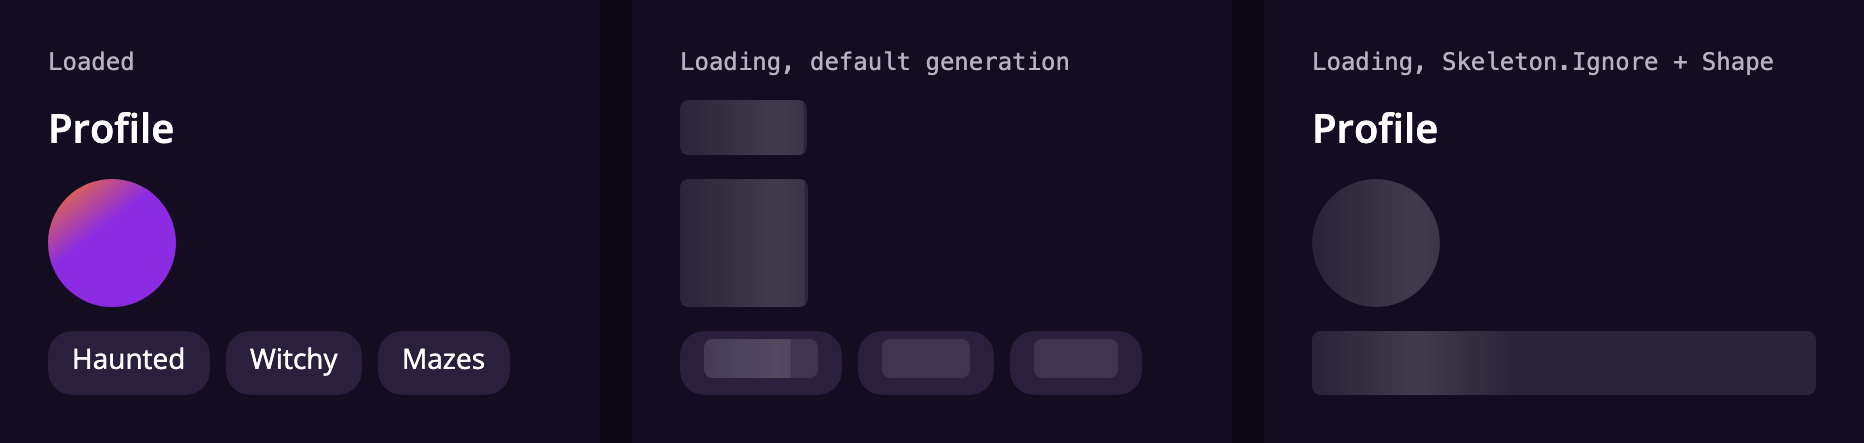 Loaded
Profile
Haunted Witchy Mazes
Loading, default generation
Loading, Skeleton.Ignore + Shape
Profile